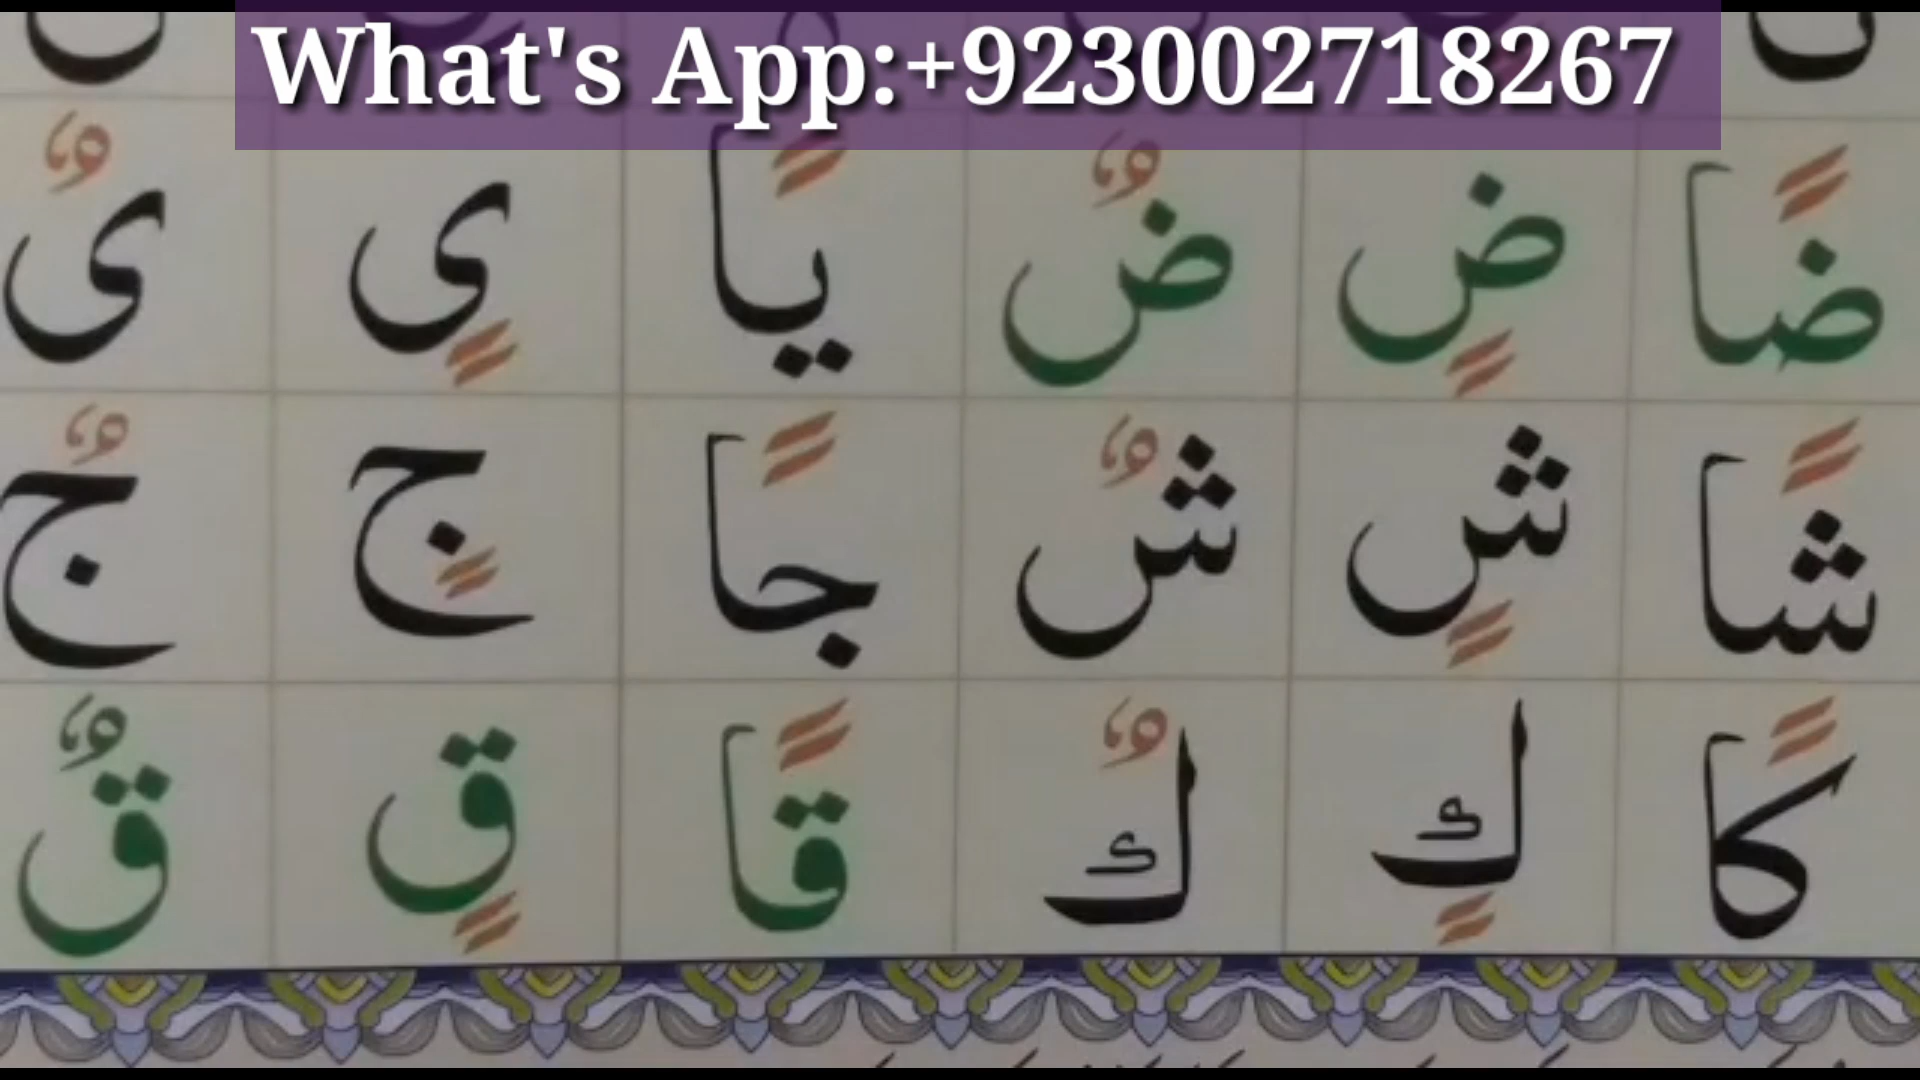 What's App:+923002718267
ضًا ضٍ ضٌ يًا یٍ یٌ
شًا شٍ شٌ جًا جٍ جٌ
كًا كٍ كٌ قًا قٍ قٌ